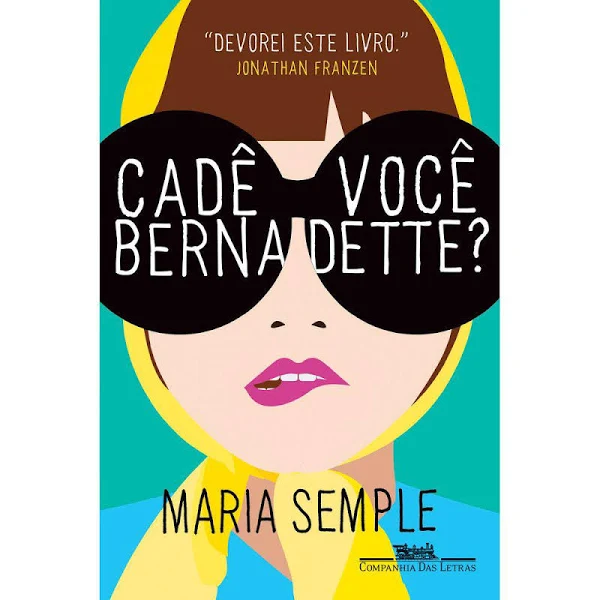 “DEVOREI ESTE LIVRO.”
JONATHAN FRANZEN
CADÊ VOCÊ
BERNADETTE?
MARIA SEMPLE
COMPANHIA DAS LETRAS